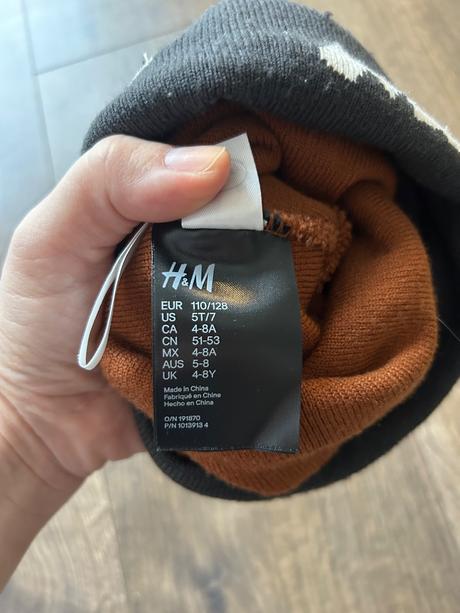 H&M
EUR 110/128
US 5T/7
CA 4-8A
CN 51-53
MX 4-8A
AUS 5-8
UK 4-8Y
Made in China
Fabriqué en Chine
Hecho en China
O/N 191870
P/N 1013913 4